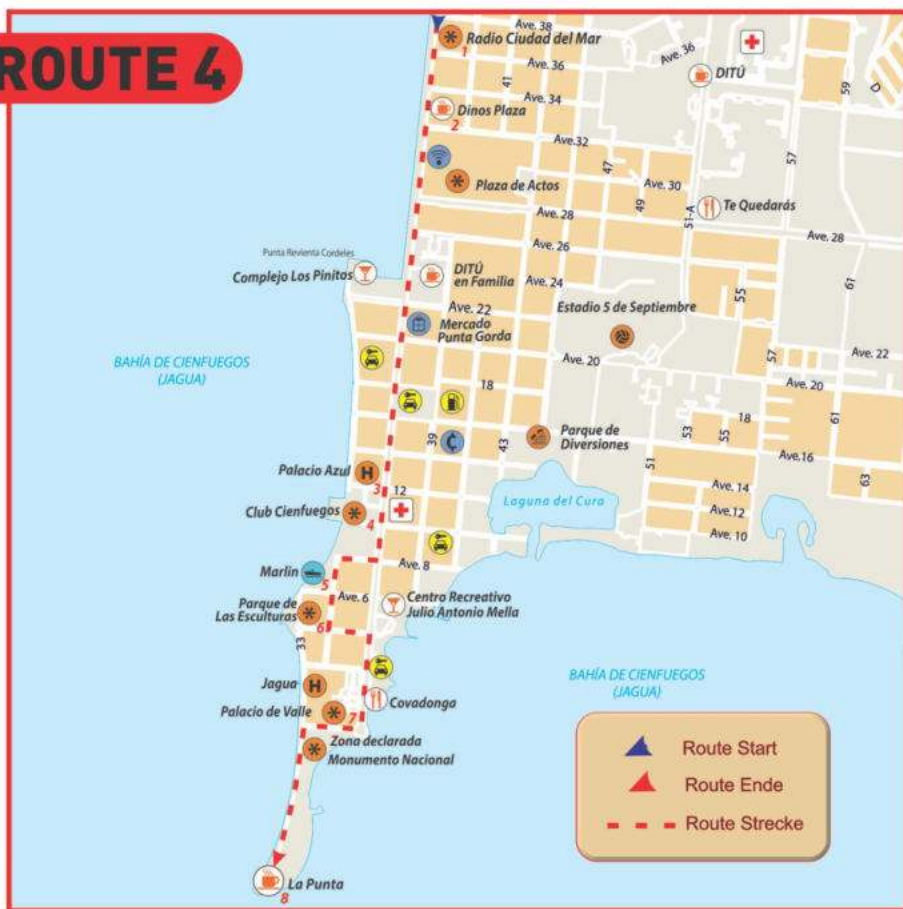 ROUTE 4
Ave. 38
Radio Ciudad del Mar
1
Ave. 36
Ave. 36
DITÚ
41
Ave. 34
59
D
Dinos Plaza
2
Ave.32
57
47
Plaza de Actos
Ave. 30
49
51-A
Te Quedarás
Ave. 28
Ave. 28
Ave. 26
Punta Revienta Cordeles
Complejo Los Pinitos
DITÚ
en Familia
Ave. 24
61
55
Ave. 22
Estadio 5 de Septiembre
Mercado
Punta Gorda
BAHÍA DE CIENFUEGOS
(JAGUA)
Ave. 20
57
Ave. 22
18
Ave. 20
39
43
Parque de
Diversiones
53
55
18
61
Ave.16
51
Palacio Azul
H
3
12
63
Ave. 14
Laguna del Cura
Club Cienfuegos
4
Ave.12
Ave. 10
Marlin
5
Ave. 8
Parque de
Las Esculturas
6
Ave. 6
Centro Recreativo
Julio Antonio Mella
33
Jagua
H
BAHÍA DE CIENFUEGOS
(JAGUA)
Palacio de Valle
7
Covadonga
Zona declarada
Monumento Nacional
Route Start
Route Ende
Route Strecke
La Punta
8